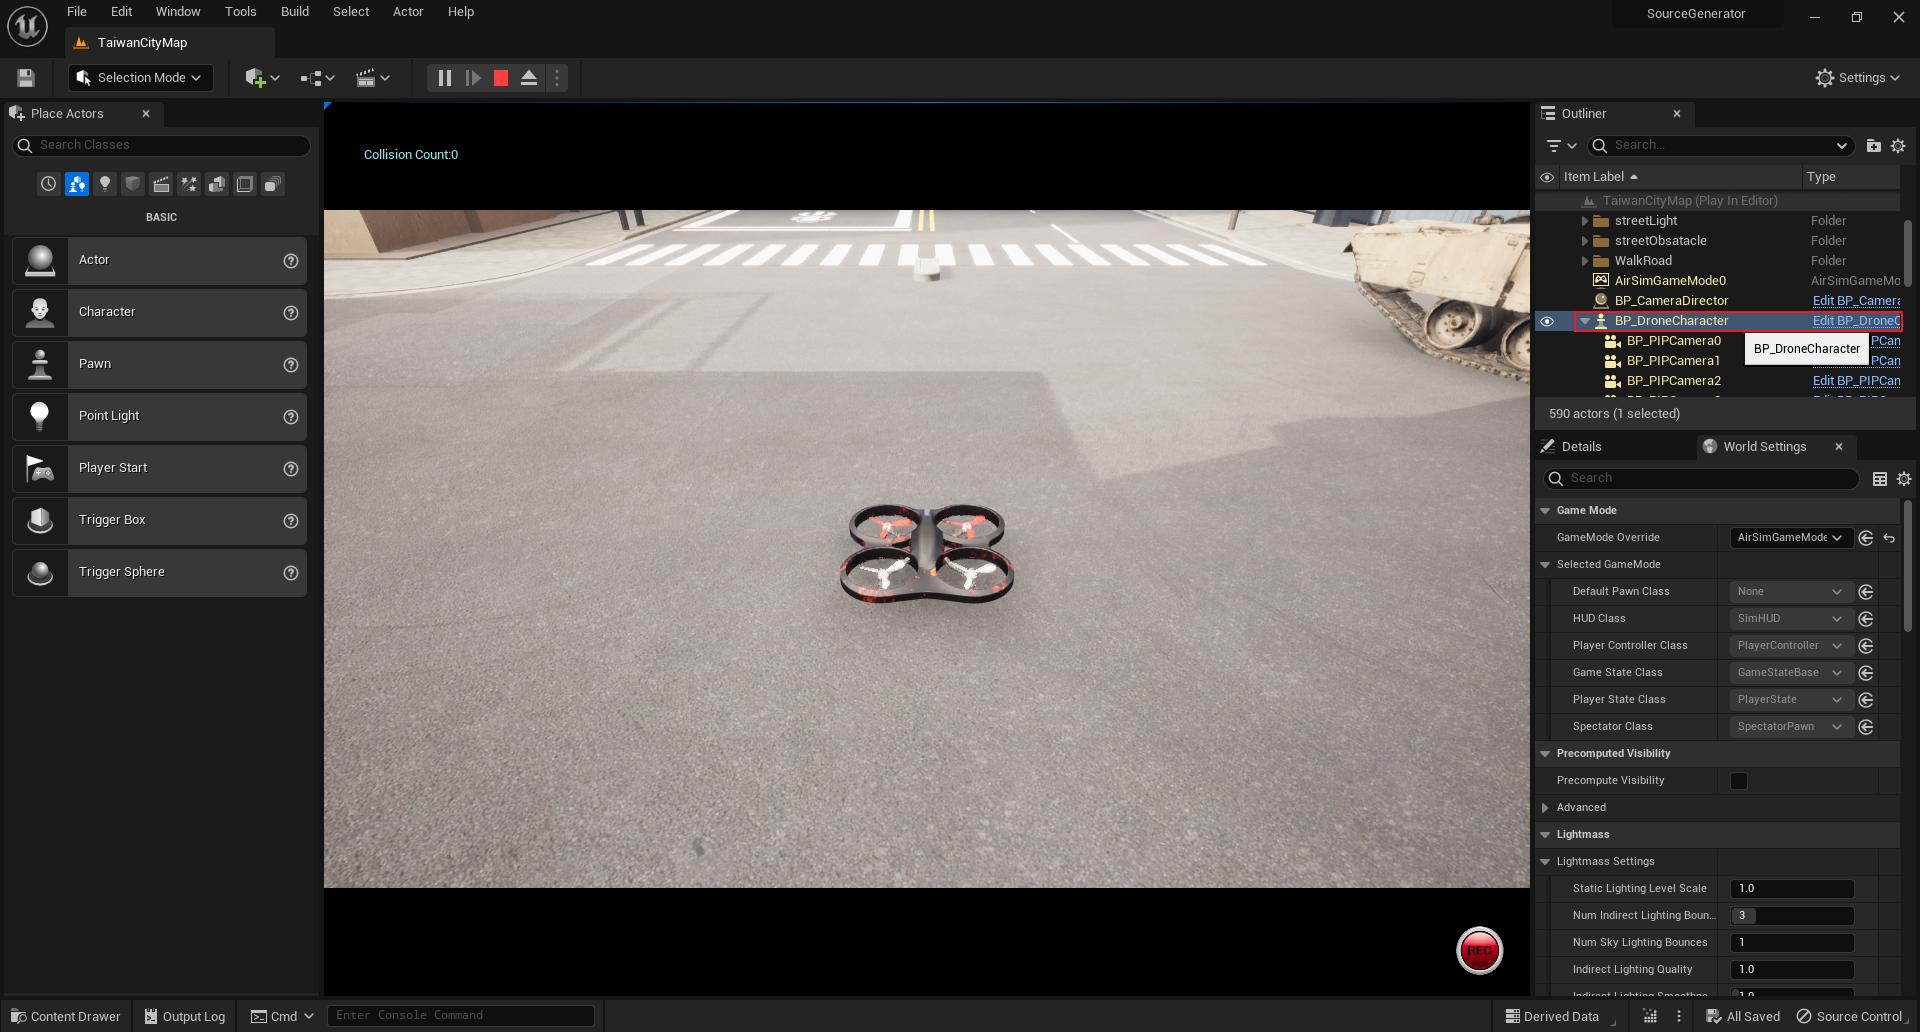 File Edit Window Tools Build Select Actor Help
SourceGenerator
TaiwanCityMap
Selection Mode
Settings
Place Actors
Search Classes
BASIC
Actor
Character
Pawn
Point Light
Player Start
Trigger Box
Trigger Sphere
Collision Count:0
REC
Outliner
Search...
Item Label Type
TaiwanCityMap (Play In Editor)
streetLight Folder
streetObsatacle Folder
WalkRoad Folder
AirSimGameMode0 AirSimGameMo
BP_CameraDirector Edit BP_Camera
BP_DroneCharacter Edit BP_DroneC
BP_PIPCamera0 PCan
BP_DroneCharacter
BP_PIPCamera1 PCan
BP_PIPCamera2 Edit BP_PIPCan
590 actors (1 selected)
Details
World Settings
Search
Game Mode
GameMode Override AirSimGameMode
Selected GameMode
Default Pawn Class None
HUD Class SimHUD
Player Controller Class PlayerController
Game State Class GameStateBase
Player State Class PlayerState
Spectator Class SpectatorPawn
Precomputed Visibility
Precompute Visibility
Advanced
Lightmass
Lightmass Settings
Static Lighting Level Scale 1.0
Num Indirect Lighting Boun... 3
Num Sky Lighting Bounces 1
Indirect Lighting Quality 1.0
Content Drawer Output Log Cmd Enter Console Command
Derived Data All Saved Source Control